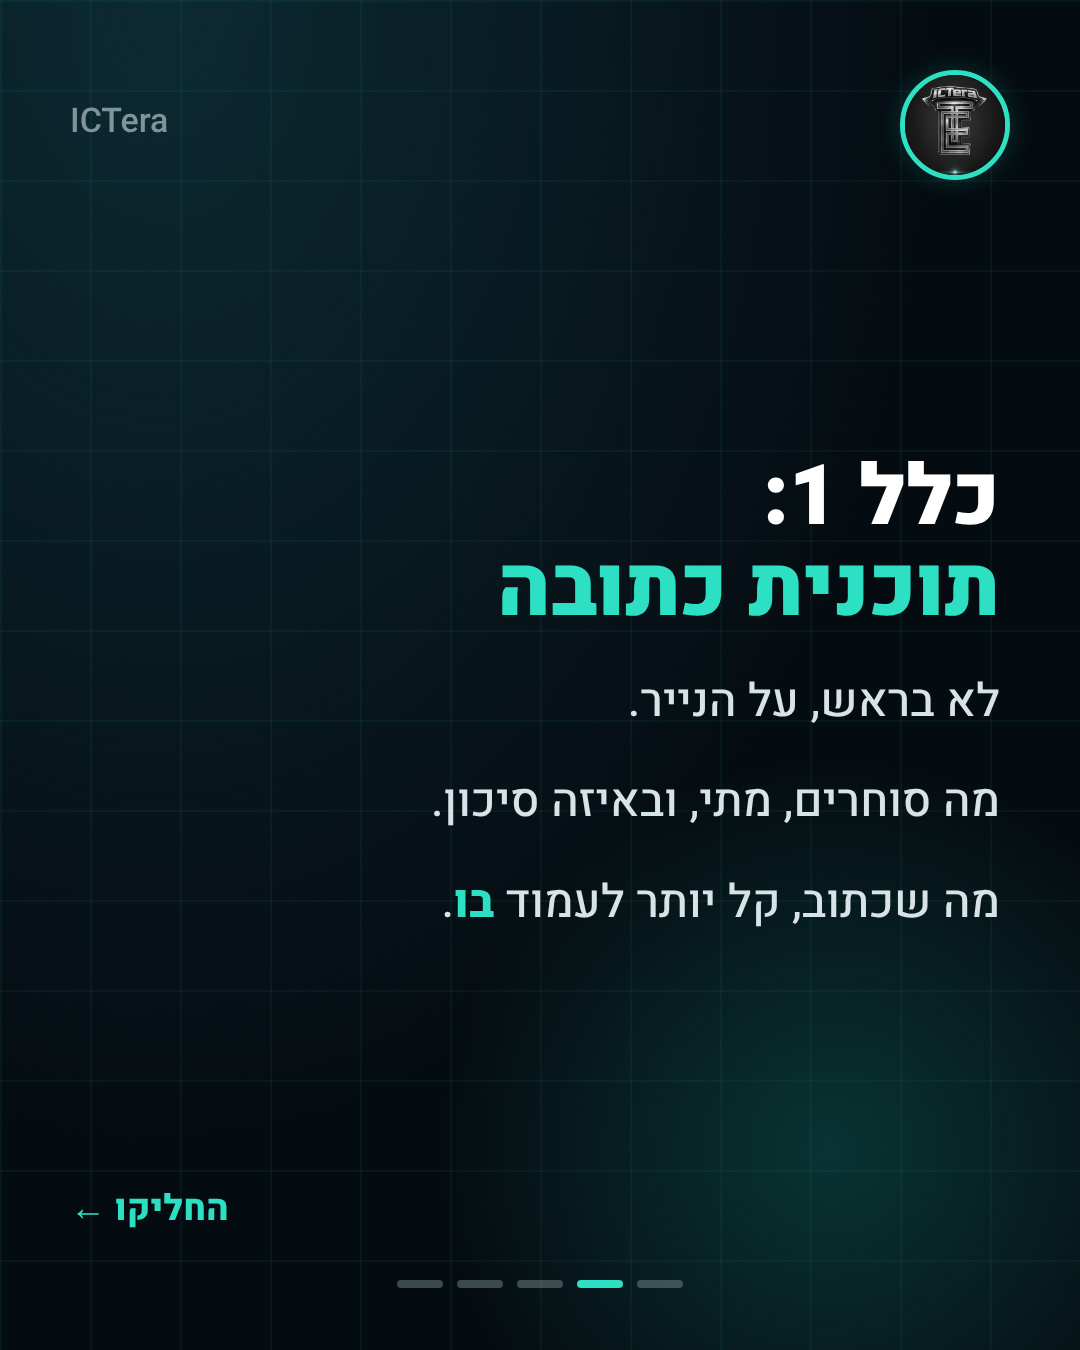 ICTera
ICTera
כלל 1:
תוכנית כתובה
לא בראש, על הנייר.
מה סוחרים, מתי, ובאיזה סיכון.
מה שכתוב, קל יותר לעמוד בו.
החליקו ←